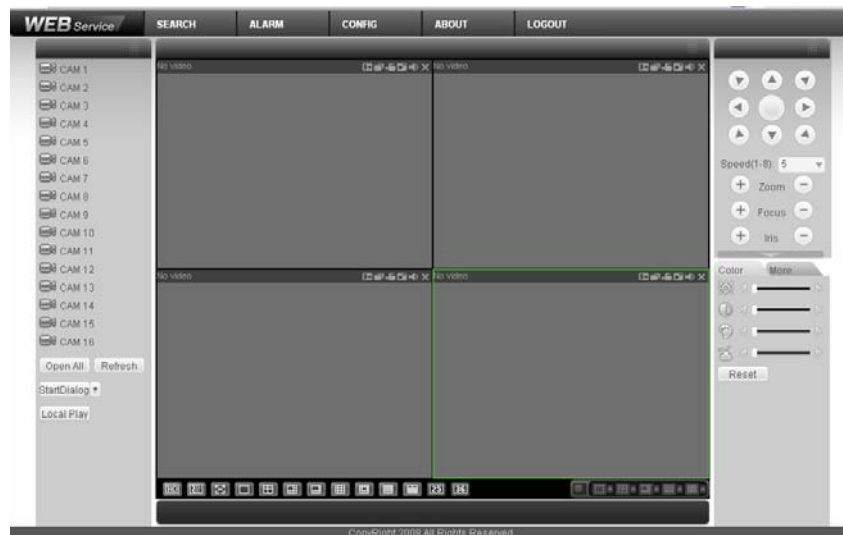 WEB Service SEARCH ALARM CONFIG ABOUT LOGOUT
CAM 1
CAM 2
CAM 3
CAM 4
CAM 5
CAM 6
CAM 7
CAM 8
CAM 9
CAM 10
CAM 11
CAM 12
CAM 13
CAM 14
CAM 15
CAM 16
Open All Refresh
StartDialog
Local Play
No video
No video
No video
No video
25 36
Speed(1-8): 5
Zoom
Focus
Iris
Color More
Reset
CopyRight 2008 All Rights Reserved